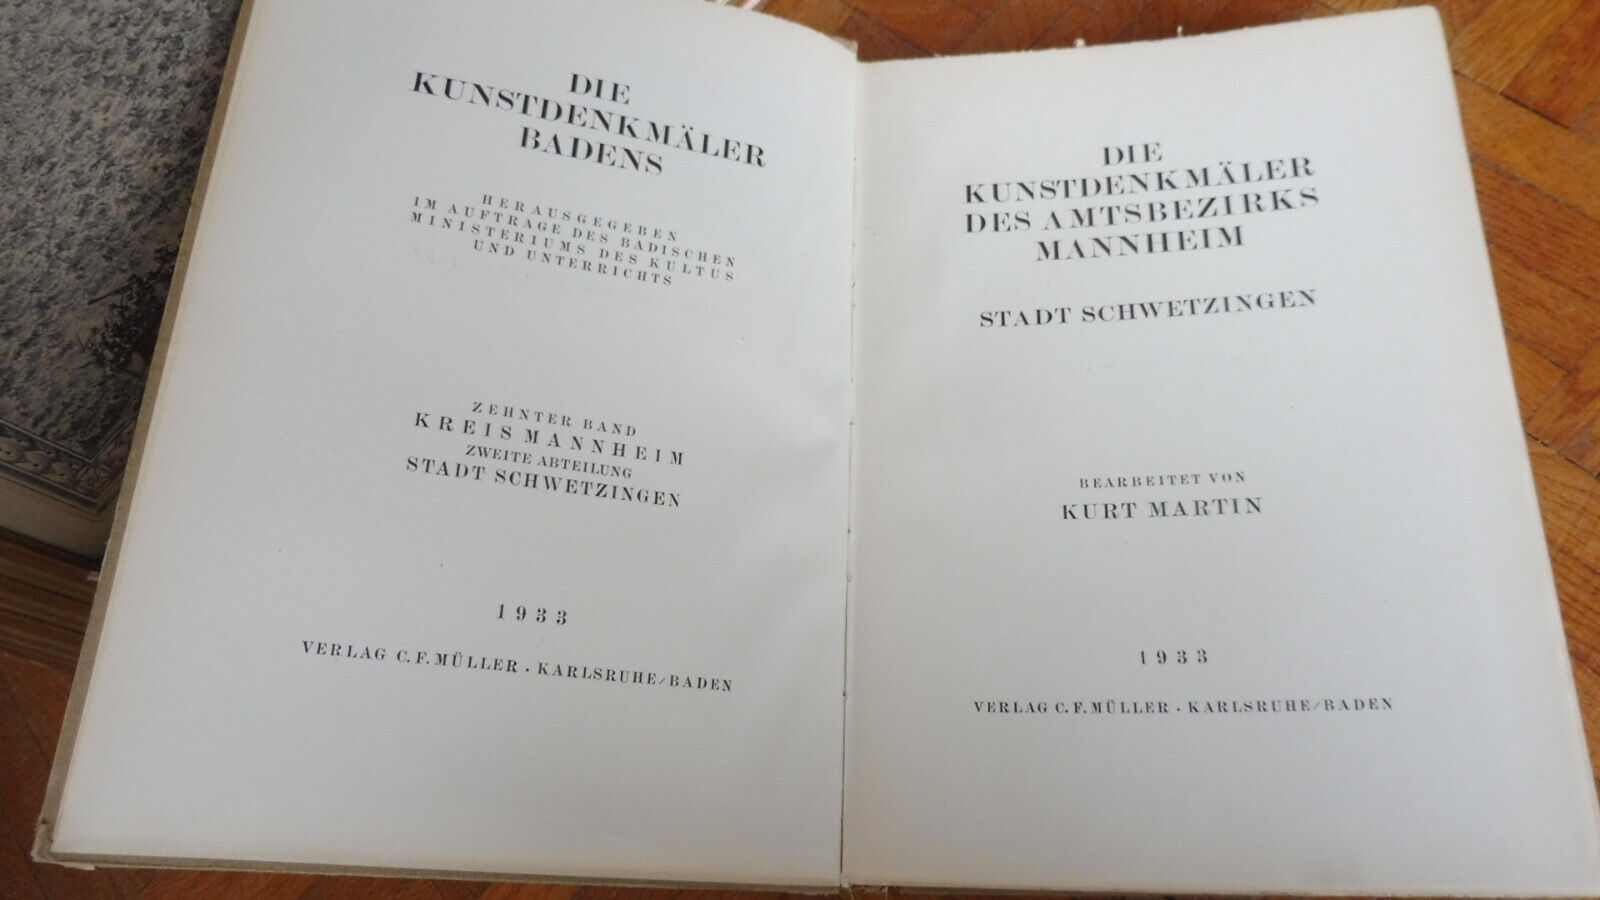 DIE
KUNSTDENKMÄLER
BADENS
HERAUSGEGEBEN
IM AUFTRAGE DES BADISCHEN
MINISTERIUMS DES KULTUS
UND UNTERRICHTS
ZEHNTER BAND
KREIS MANNHEIM
ZWEITE ABTEILUNG
STADT SCHWETZINGEN
1933
VERLAG C. F. MÜLLER · KARLSRUHE/BADEN
DIE
KUNSTDENKMÄLER
DES AMTSBEZIRKS
MANNHEIM
STADT SCHWETZINGEN
BEARBEITET VON
KURT MARTIN
1933
VERLAG C. F. MÜLLER · KARLSRUHE/BADEN